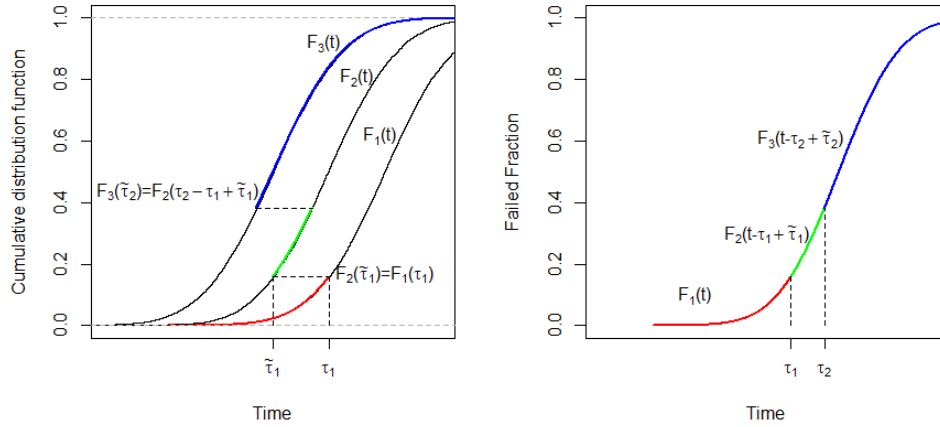 Cumulative distribution function
1.0
0.8
0.6
0.4
0.2
0.0
F₃(t)
F₂(t)
F₁(t)
F₃(τ̃₂)=F₂(τ₂ − τ₁ + τ̃₁)
F₂(τ̃₁)=F₁(τ₁)
τ̃₁ τ₁
Time
Failed Fraction
1.0
0.8
0.6
0.4
0.2
0.0
F₃(t-τ₂ + τ̃₂)
F₂(t-τ₁ + τ̃₁)
F₁(t)
τ₁ τ₂
Time